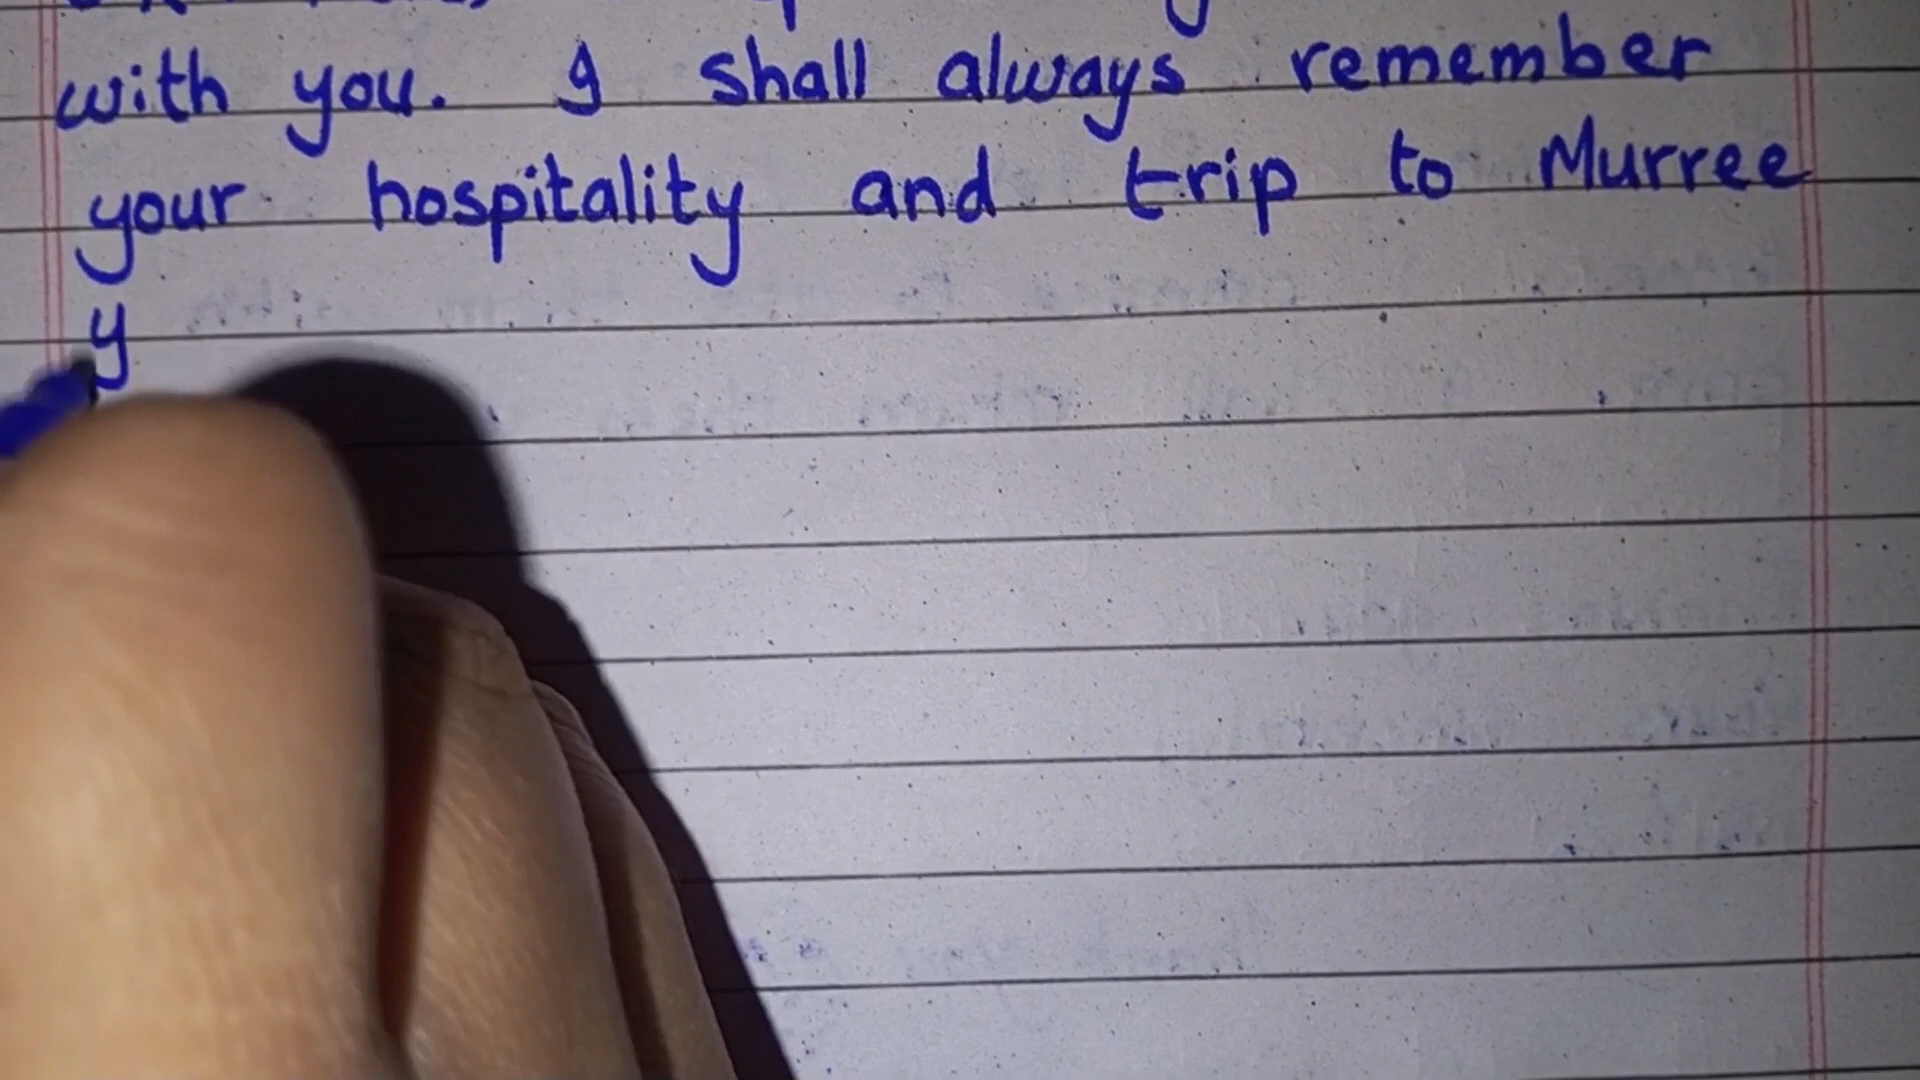 with you. I shall always remember
your hospitality and trip to Murree
y